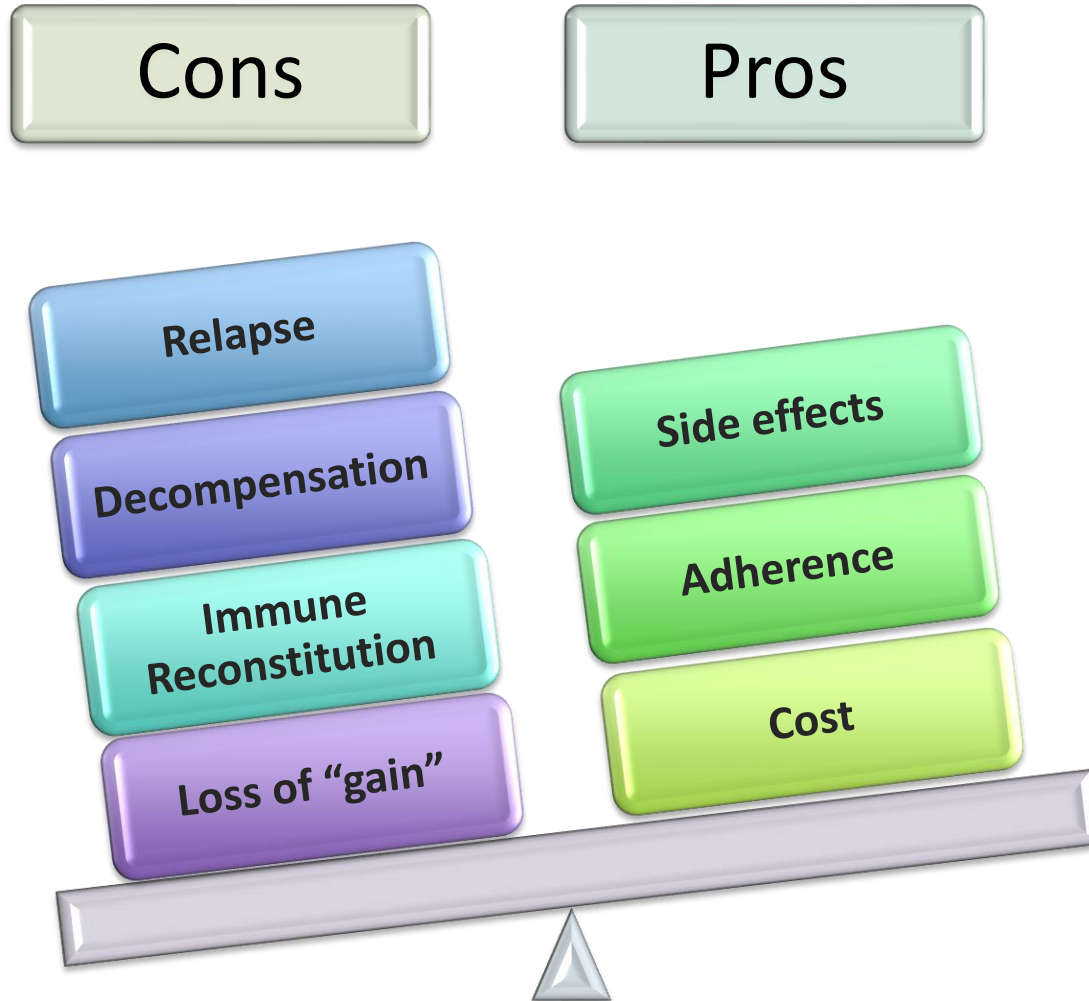 Cons
Pros
Relapse
Decompensation
Immune
Reconstitution
Loss of “gain”
Side effects
Adherence
Cost